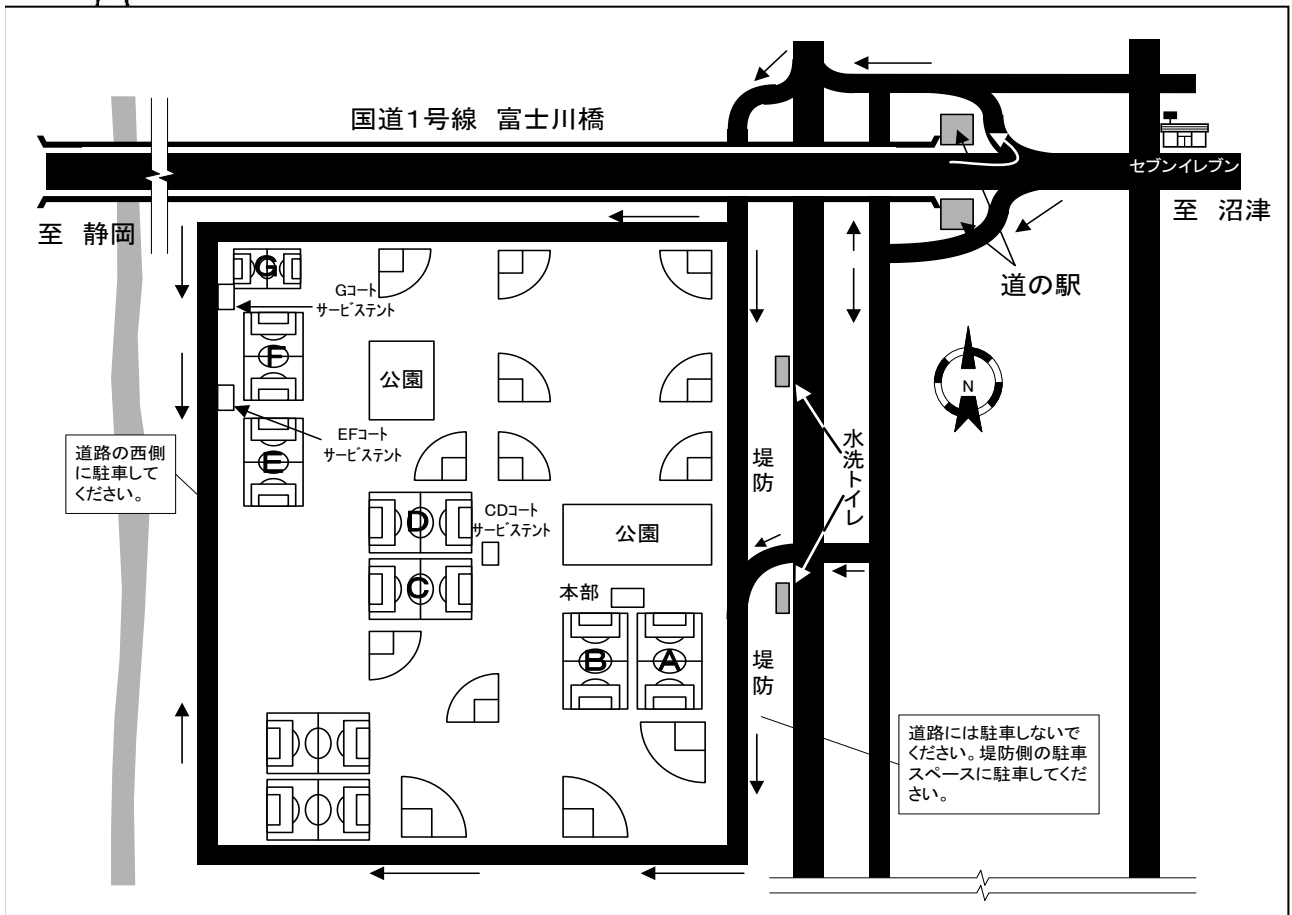 国道1号線 富士川橋
セブンイレブン
至 静岡
至 沼津
道の駅
G
Gコート
サービステント
F
公園
N
EFコート
サービステント
E
道路の西側
に駐車して
ください。
堤防
水洗トイレ
D
CDコート
サービステント
公園
C
本部
B
A
堤防
道路には駐車しないで
ください。堤防側の駐車
スペースに駐車してくだ
さい。